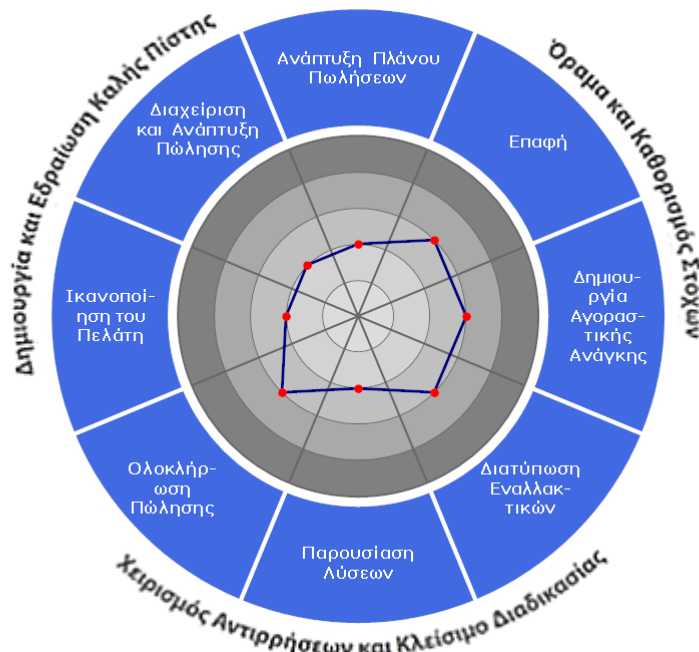 Δημιουργία και Εδραίωση Καλής Πίστης
Όραμα και Καθορισμός Στόχων
Ανάπτυξη Πλάνου
Πωλήσεων
Επαφή
Δημιου-
ργία
Αγορασ-
τικής
Ανάγκης
Διατύπωση
Εναλλακ-
τικών
Παρουσίαση
Λύσεων
Ολοκλήρ-
ωση
Πώλησης
Ικανοποί-
ηση του
Πελάτη
Διαχείριση
και Ανάπτυξη
Πώλησης
Χειρισμός Αντιρρήσεων και Κλείσιμο Διαδικασίας